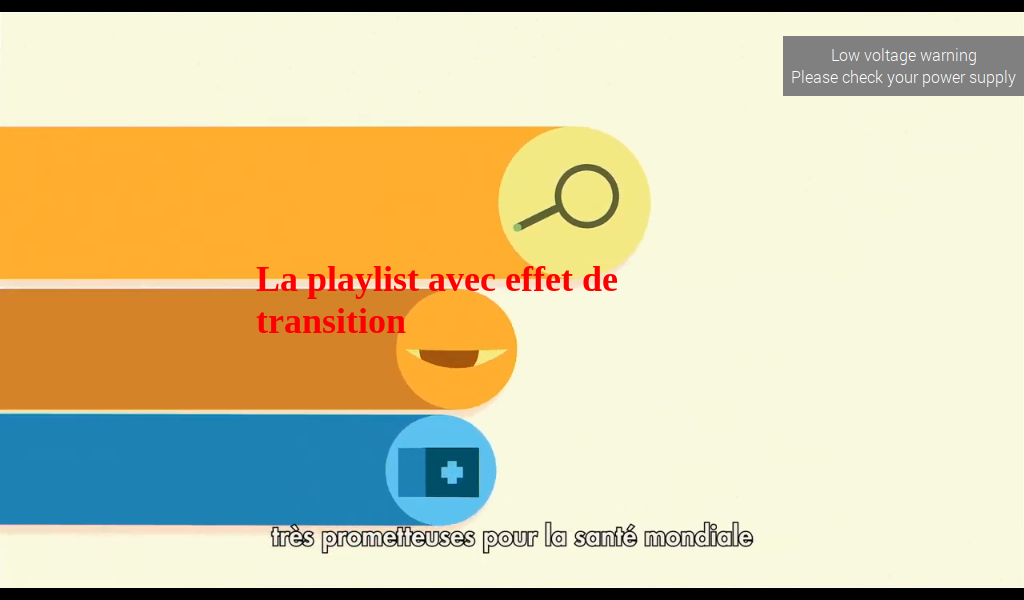 Low voltage warning
Please check your power supply
La playlist avec effet de
transition
très prometteuses pour la santé mondiale